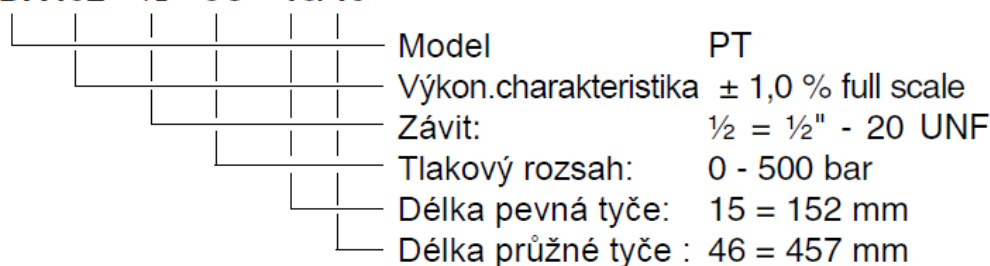 Model PT
Výkon.charakteristika ± 1,0 % full scale
Závit: ½ = ½" - 20 UNF
Tlakový rozsah: 0 - 500 bar
Délka pevná tyče: 15 = 152 mm
Délka průžné tyče : 46 = 457 mm